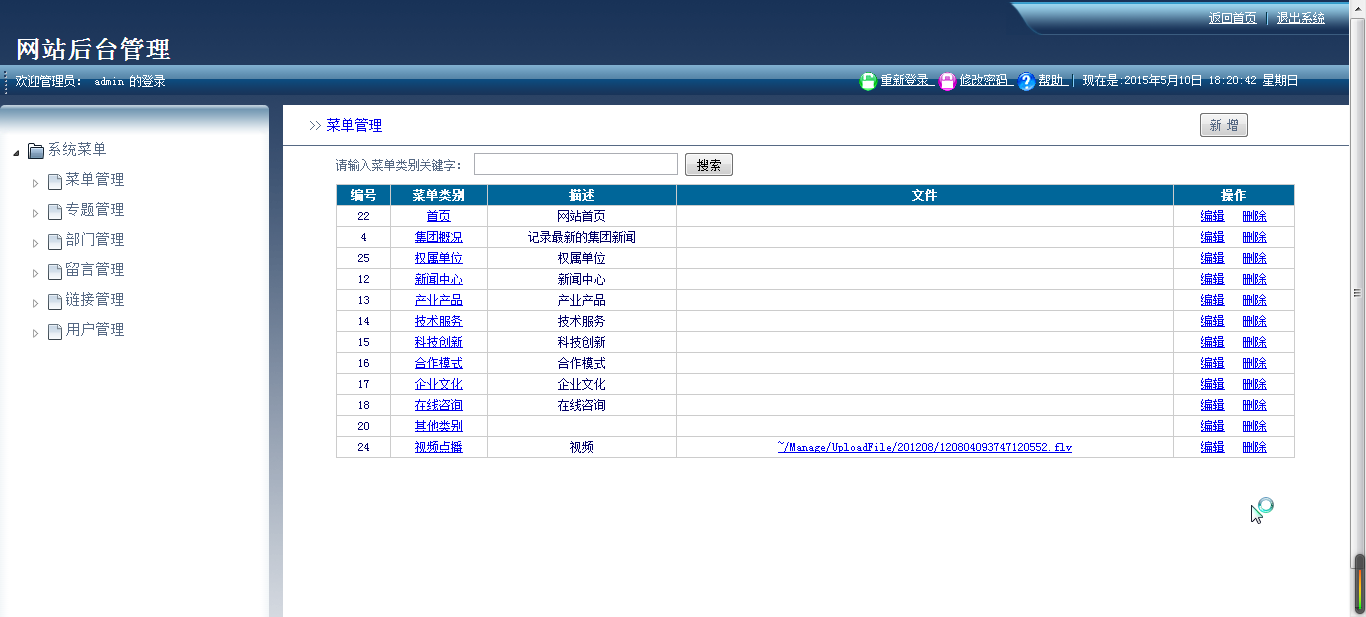 返回首页 | 退出系统
网站后台管理
欢迎管理员： admin 的登录
重新登录 修改密码 帮助 | 现在是:2015年5月10日 18:20:42 星期日
系统菜单
菜单管理
专题管理
部门管理
留言管理
链接管理
用户管理
>> 菜单管理
新 增
请输入菜单类别关键字：
搜索
编号 菜单类别 描述 文件 操作
22 首页 网站首页 编辑 删除
4 集团概况 记录最新的集团新闻 编辑 删除
25 权属单位 权属单位 编辑 删除
12 新闻中心 新闻中心 编辑 删除
13 产业产品 产业产品 编辑 删除
14 技术服务 技术服务 编辑 删除
15 科技创新 科技创新 编辑 删除
16 合作模式 合作模式 编辑 删除
17 企业文化 企业文化 编辑 删除
18 在线咨询 在线咨询 编辑 删除
20 其他类别 编辑 删除
24 视频点播 视频 ~/Manage/UploadFile/201208/120804093747120552.flv 编辑 删除